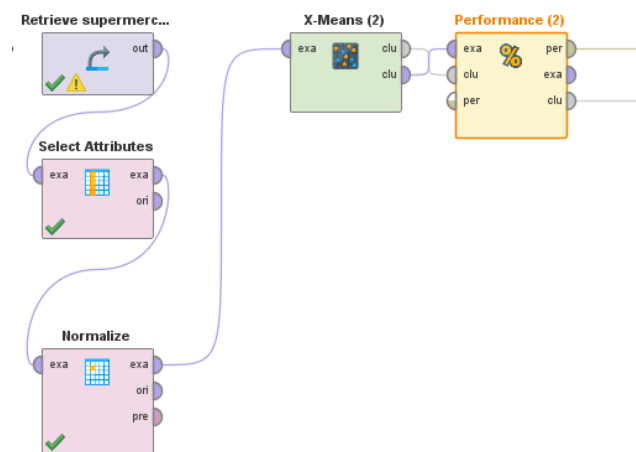 Retrieve supermerc...
out
Select Attributes
exa exa
ori
Normalize
exa exa
ori
pre
X-Means (2)
exa clu
clu
Performance (2)
% 
exa per
clu exa
per clu